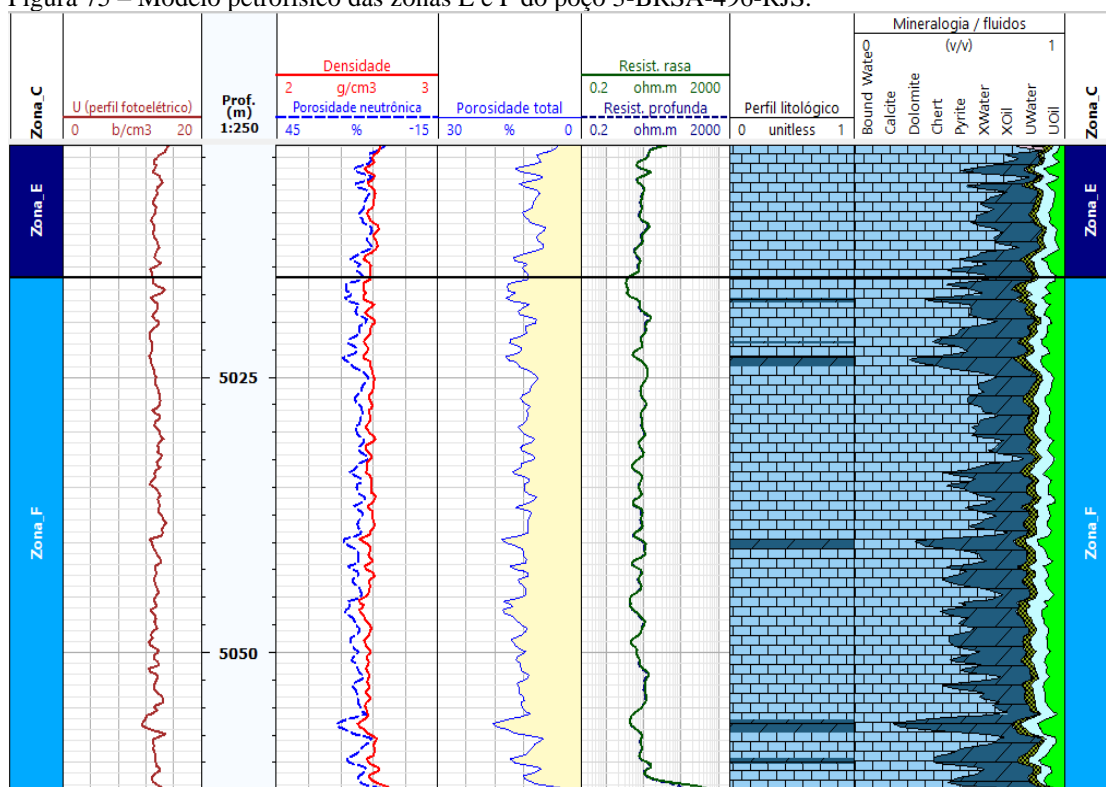 Figura 75 – Modelo petrofísico das zonas E e F do poço 3-BRSA-496-RJS.
Mineralogia / fluidos
0 (v/v) 1
Bound Water
Calcite
Dolomite
Chert
Pyrite
XWater
XOil
UWater
UOil
Zona_C
U (perfil fotoelétrico)
0 b/cm3 20
Prof.
(m)
1:250
Densidade
2 g/cm3 3
Porosidade neutrônica
45 % -15
Porosidade total
30 % 0
Resist. rasa
0.2 ohm.m 2000
Resist. profunda
0.2 ohm.m 2000
Perfil litológico
0 unitless 1
Zona_C
Zona_E
Zona_E
5025
Zona_F
Zona_F
5050